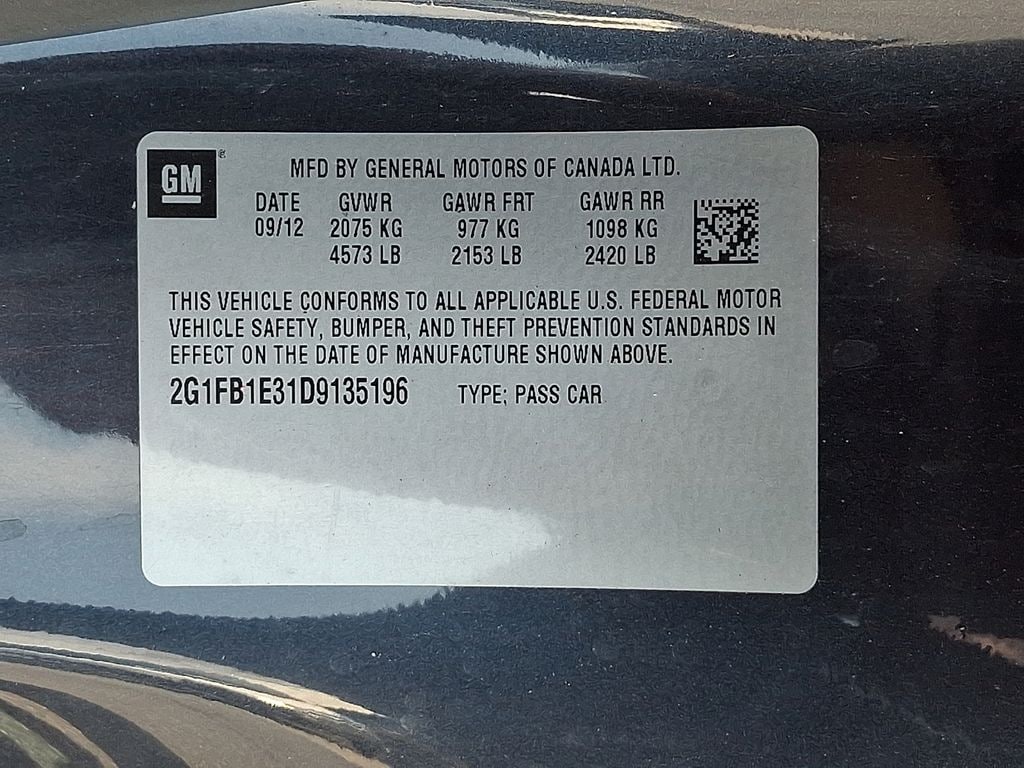 GM
MFD BY GENERAL MOTORS OF CANADA LTD.
DATE GVWR GAWR FRT GAWR RR
09/12 2075 KG 977 KG 1098 KG
4573 LB 2153 LB 2420 LB
THIS VEHICLE CONFORMS TO ALL APPLICABLE U.S. FEDERAL MOTOR
VEHICLE SAFETY, BUMPER, AND THEFT PREVENTION STANDARDS IN
EFFECT ON THE DATE OF MANUFACTURE SHOWN ABOVE.
2G1FB1E31D9135196 TYPE; PASS CAR